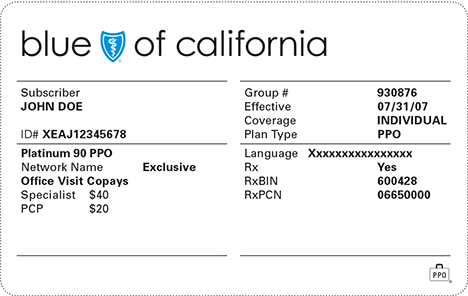 blue of california
Subscriber
JOHN DOE
ID# XEAJ12345678
Group # 930876
Effective 07/31/07
Coverage INDIVIDUAL
Plan Type PPO
Platinum 90 PPO
Network Name Exclusive
Office Visit Copays
Specialist $40
PCP $20
Language Xxxxxxxxxxxxxxxx
Rx Yes
RxBIN 600428
RxPCN 06650000
PPO